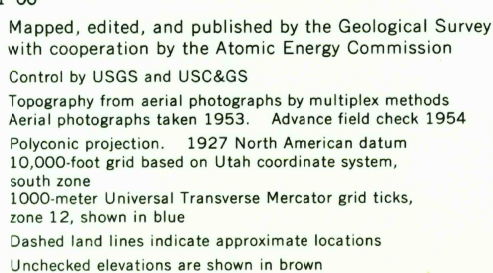 Mapped, edited, and published by the Geological Survey
with cooperation by the Atomic Energy Commission
Control by USGS and USC&GS
Topography from aerial photographs by multiplex methods
Aerial photographs taken 1953. Advance field check 1954
Polyconic projection. 1927 North American datum
10,000-foot grid based on Utah coordinate system,
south zone
1000-meter Universal Transverse Mercator grid ticks,
zone 12, shown in blue
Dashed land lines indicate approximate locations
Unchecked elevations are shown in brown